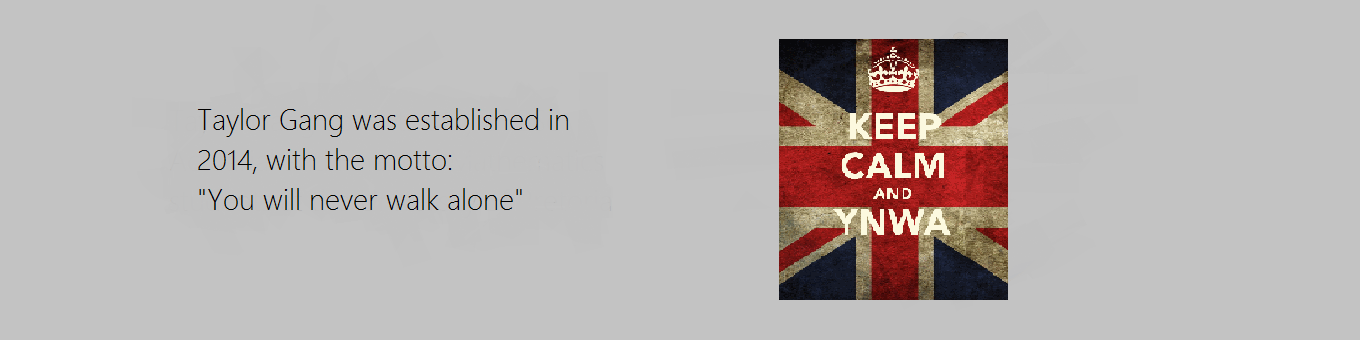 Taylor Gang was established in
2014, with the motto:
"You will never walk alone"
KEEP
CALM
AND
YNWA